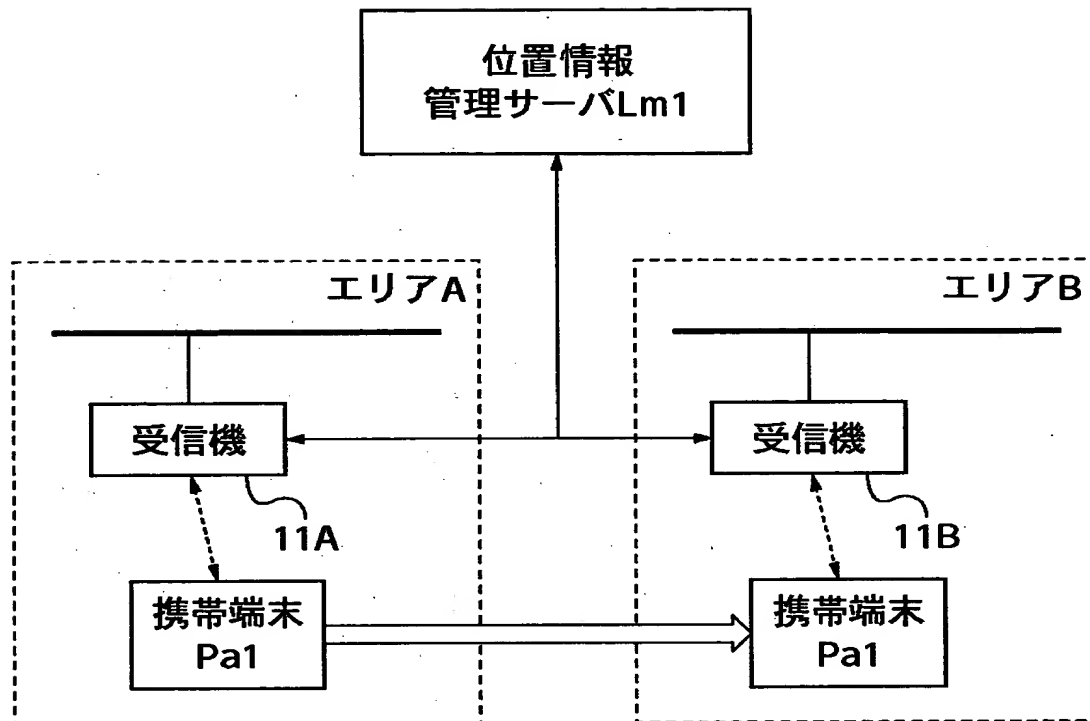 位置情報
管理サーバLm1
エリアA
エリアB
受信機
受信機
11A
11B
携帯端末
Pa1
携帯端末
Pa1